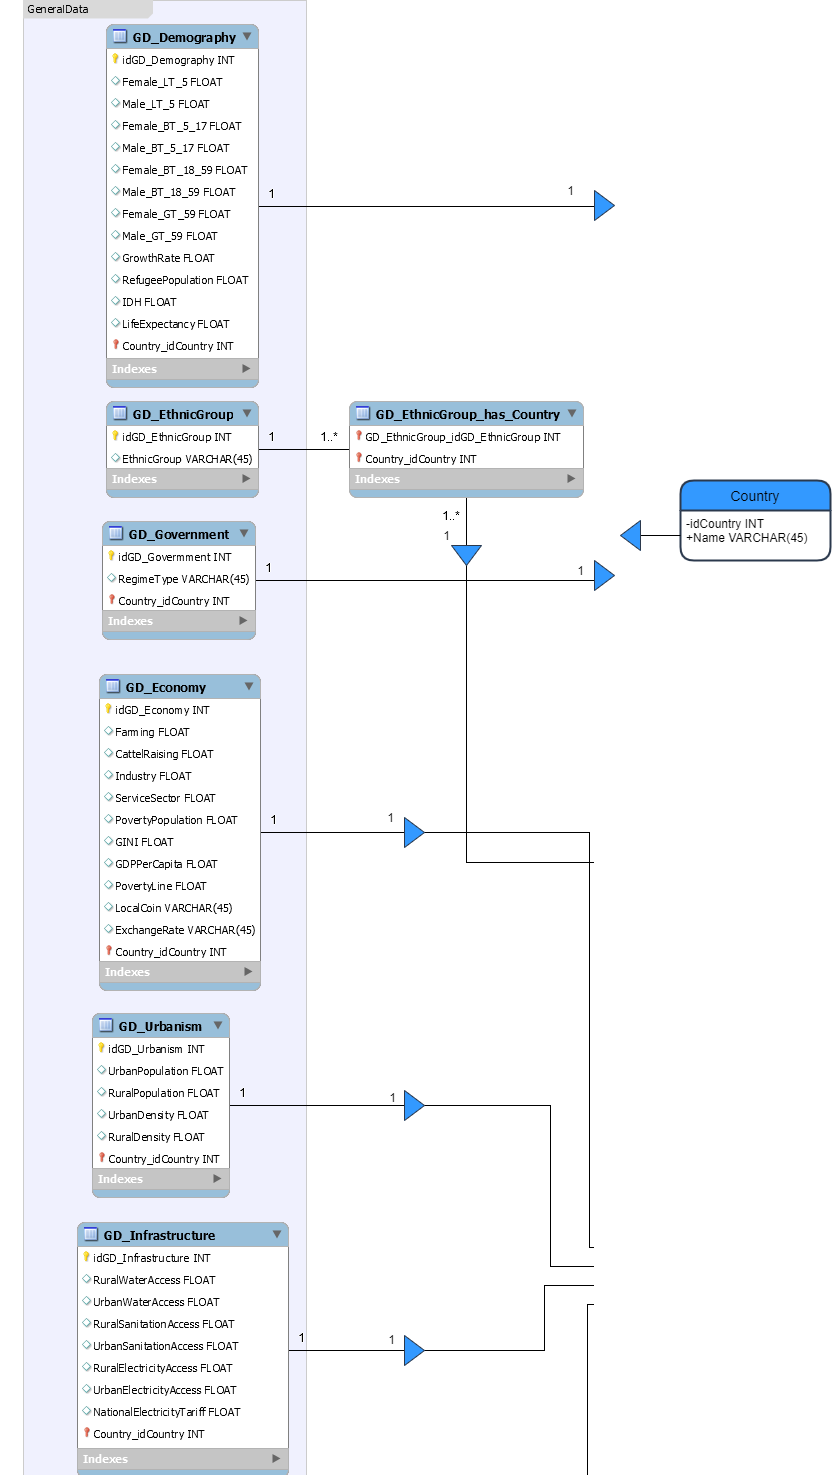 GeneralData
GD_Demography
idGD_Demography INT
Female_LT_5 FLOAT
Male_LT_5 FLOAT
Female_BT_5_17 FLOAT
Male_BT_5_17 FLOAT
Female_BT_18_59 FLOAT
Male_BT_18_59 FLOAT
Female_GT_59 FLOAT
Male_GT_59 FLOAT
GrowthRate FLOAT
RefugeePopulation FLOAT
IDH FLOAT
LifeExpectancy FLOAT
Country_idCountry INT
Indexes
1
1
GD_EthnicGroup
idGD_EthnicGroup INT
EthnicGroup VARCHAR(45)
Indexes
1
1..*
GD_EthnicGroup_has_Country
GD_EthnicGroup_idGD_EthnicGroup INT
Country_idCountry INT
Indexes
1..*
1
Country
-idCountry INT
+Name VARCHAR(45)
GD_Government
idGD_Government INT
RegimeType VARCHAR(45)
Country_idCountry INT
Indexes
1
1
GD_Economy
idGD_Economy INT
Farming FLOAT
CattelRaising FLOAT
Industry FLOAT
ServiceSector FLOAT
PovertyPopulation FLOAT
GINI FLOAT
GDPPerCapita FLOAT
PovertyLine FLOAT
LocalCoin VARCHAR(45)
ExchangeRate VARCHAR(45)
Country_idCountry INT
Indexes
1
1
GD_Urbanism
idGD_Urbanism INT
UrbanPopulation FLOAT
RuralPopulation FLOAT
UrbanDensity FLOAT
RuralDensity FLOAT
Country_idCountry INT
Indexes
1
1
GD_Infrastructure
idGD_Infrastructure INT
RuralWaterAccess FLOAT
UrbanWaterAccess FLOAT
RuralSanitationAccess FLOAT
UrbanSanitationAccess FLOAT
RuralElectricityAccess FLOAT
UrbanElectricityAccess FLOAT
NationalElectricityTariff FLOAT
Country_idCountry INT
Indexes
1
1